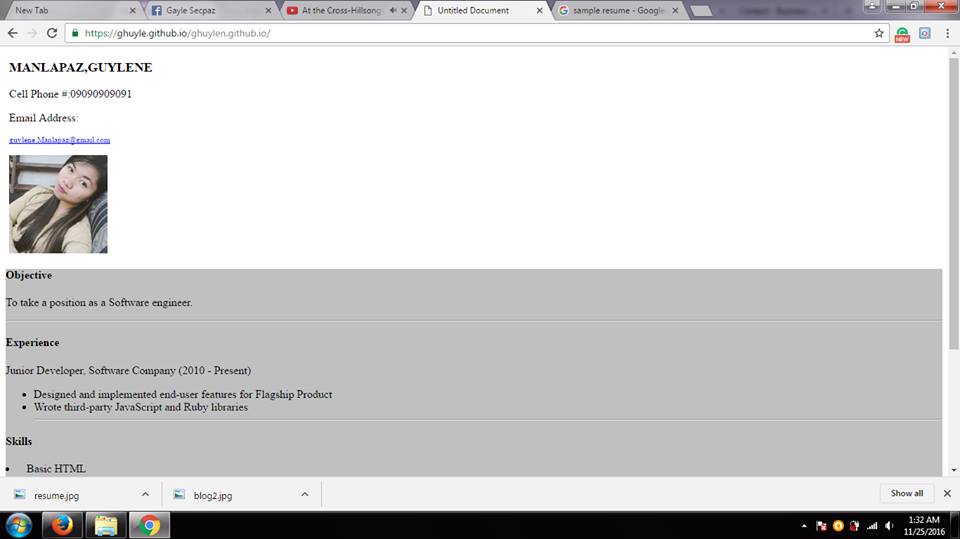 New Tab
Gayle Secpaz
At the Cross-Hillsong
Untitled Document
sample resume - Google
https://ghuyle.github.io/ghuylen.github.io/
NEW
MANLAPAZ,GUYLENE
Cell Phone #:09090909091
Email Address:
guylene.Manlapaz@gmail.com
Objective
To take a position as a Software engineer.
Experience
Junior Developer, Software Company (2010 - Present)
Designed and implemented end-user features for Flagship Product
Wrote third-party JavaScript and Ruby libraries
Skills
Basic HTML
resume.jpg
blog2.jpg
Show all
1:32 AM
11/25/2016